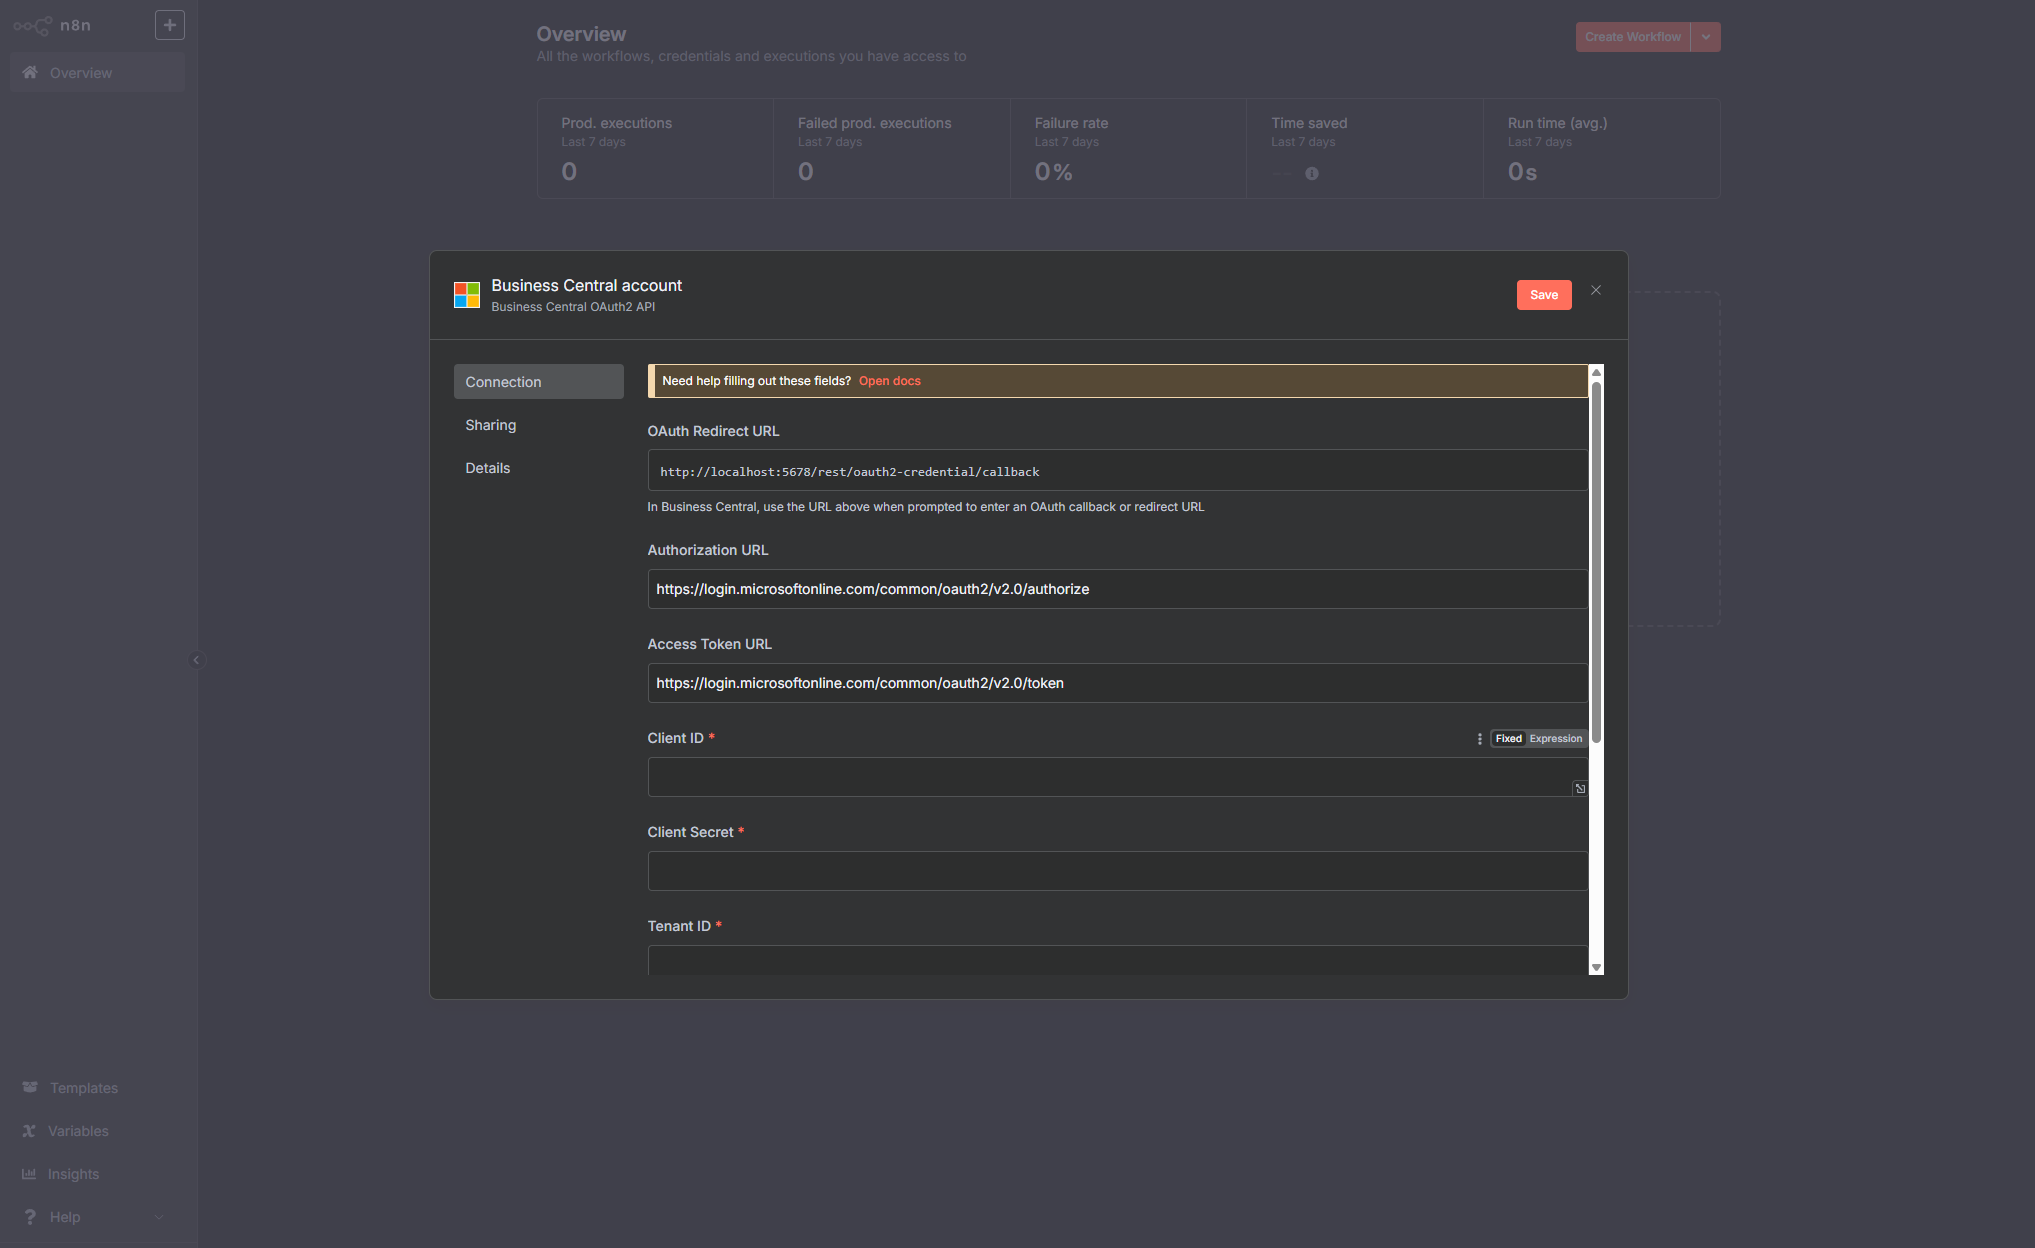 n8n
Overview
Overview
All the workflows, credentials and executions you have access to
Create Workflow
Prod. executions
Last 7 days
0
Failed prod. executions
Last 7 days
0
Failure rate
Last 7 days
0%
Time saved
Last 7 days
--
Run time (avg.)
Last 7 days
0s
Business Central account
Business Central OAuth2 API
Save
Connection
Sharing
Details
Need help filling out these fields? Open docs
OAuth Redirect URL
http://localhost:5678/rest/oauth2-credential/callback
In Business Central, use the URL above when prompted to enter an OAuth callback or redirect URL
Authorization URL
https://login.microsoftonline.com/common/oauth2/v2.0/authorize
Access Token URL
https://login.microsoftonline.com/common/oauth2/v2.0/token
Client ID *
Fixed Expression
Client Secret *
Tenant ID *
Templates
Variables
Insights
Help